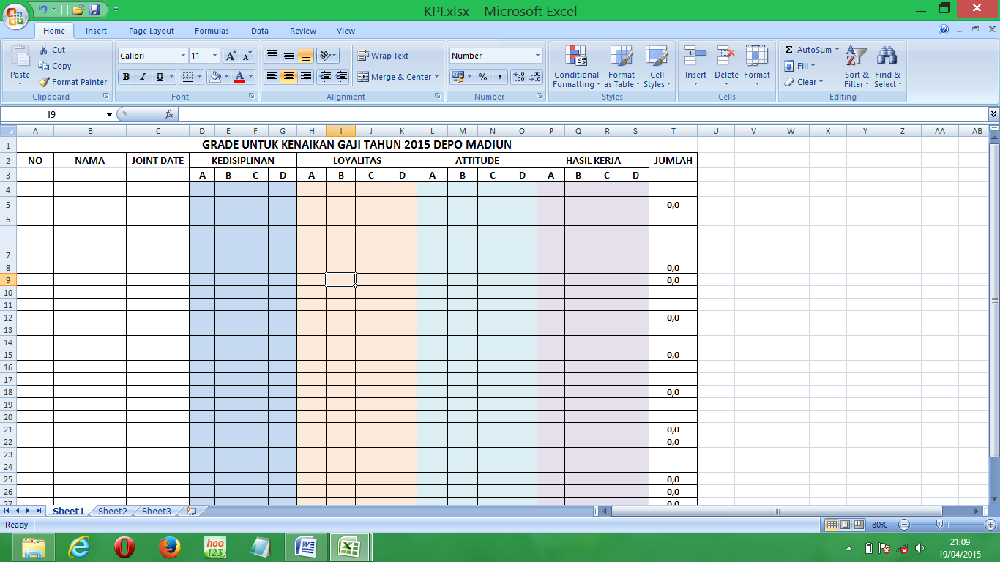 KPI.xlsx - Microsoft Excel
Home Insert Page Layout Formulas Data Review View
Paste
Cut
Copy
Format Painter
Clipboard
Calibri 11
B I U
Font
Wrap Text
Merge & Center
Alignment
Number
%
Number
Conditional Formatting
Format as Table
Cell Styles
Styles
Insert Delete Format
Cells
AutoSum
Fill
Clear
Sort & Filter
Find & Select
Editing
I9 fx
A B C D E F G H I J K L M N O P Q R S T U V W X Y Z AA AB
1 GRADE UNTUK KENAIKAN GAJI TAHUN 2015 DEPO MADIUN
2 NO NAMA JOINT DATE KEDISIPLINAN LOYALITAS ATTITUDE HASIL KERJA JUMLAH
3 A B C D A B C D A B C D A B C D
4
5 0,0
6
7
8 0,0
9 0,0
10
11
12 0,0
13
14
15 0,0
16
17
18 0,0
19
20
21 0,0
22 0,0
23
24
25 0,0
26 0,0
27 0,0
Sheet1 Sheet2 Sheet3
Ready 80%
hao 123
21:09
19/04/2015